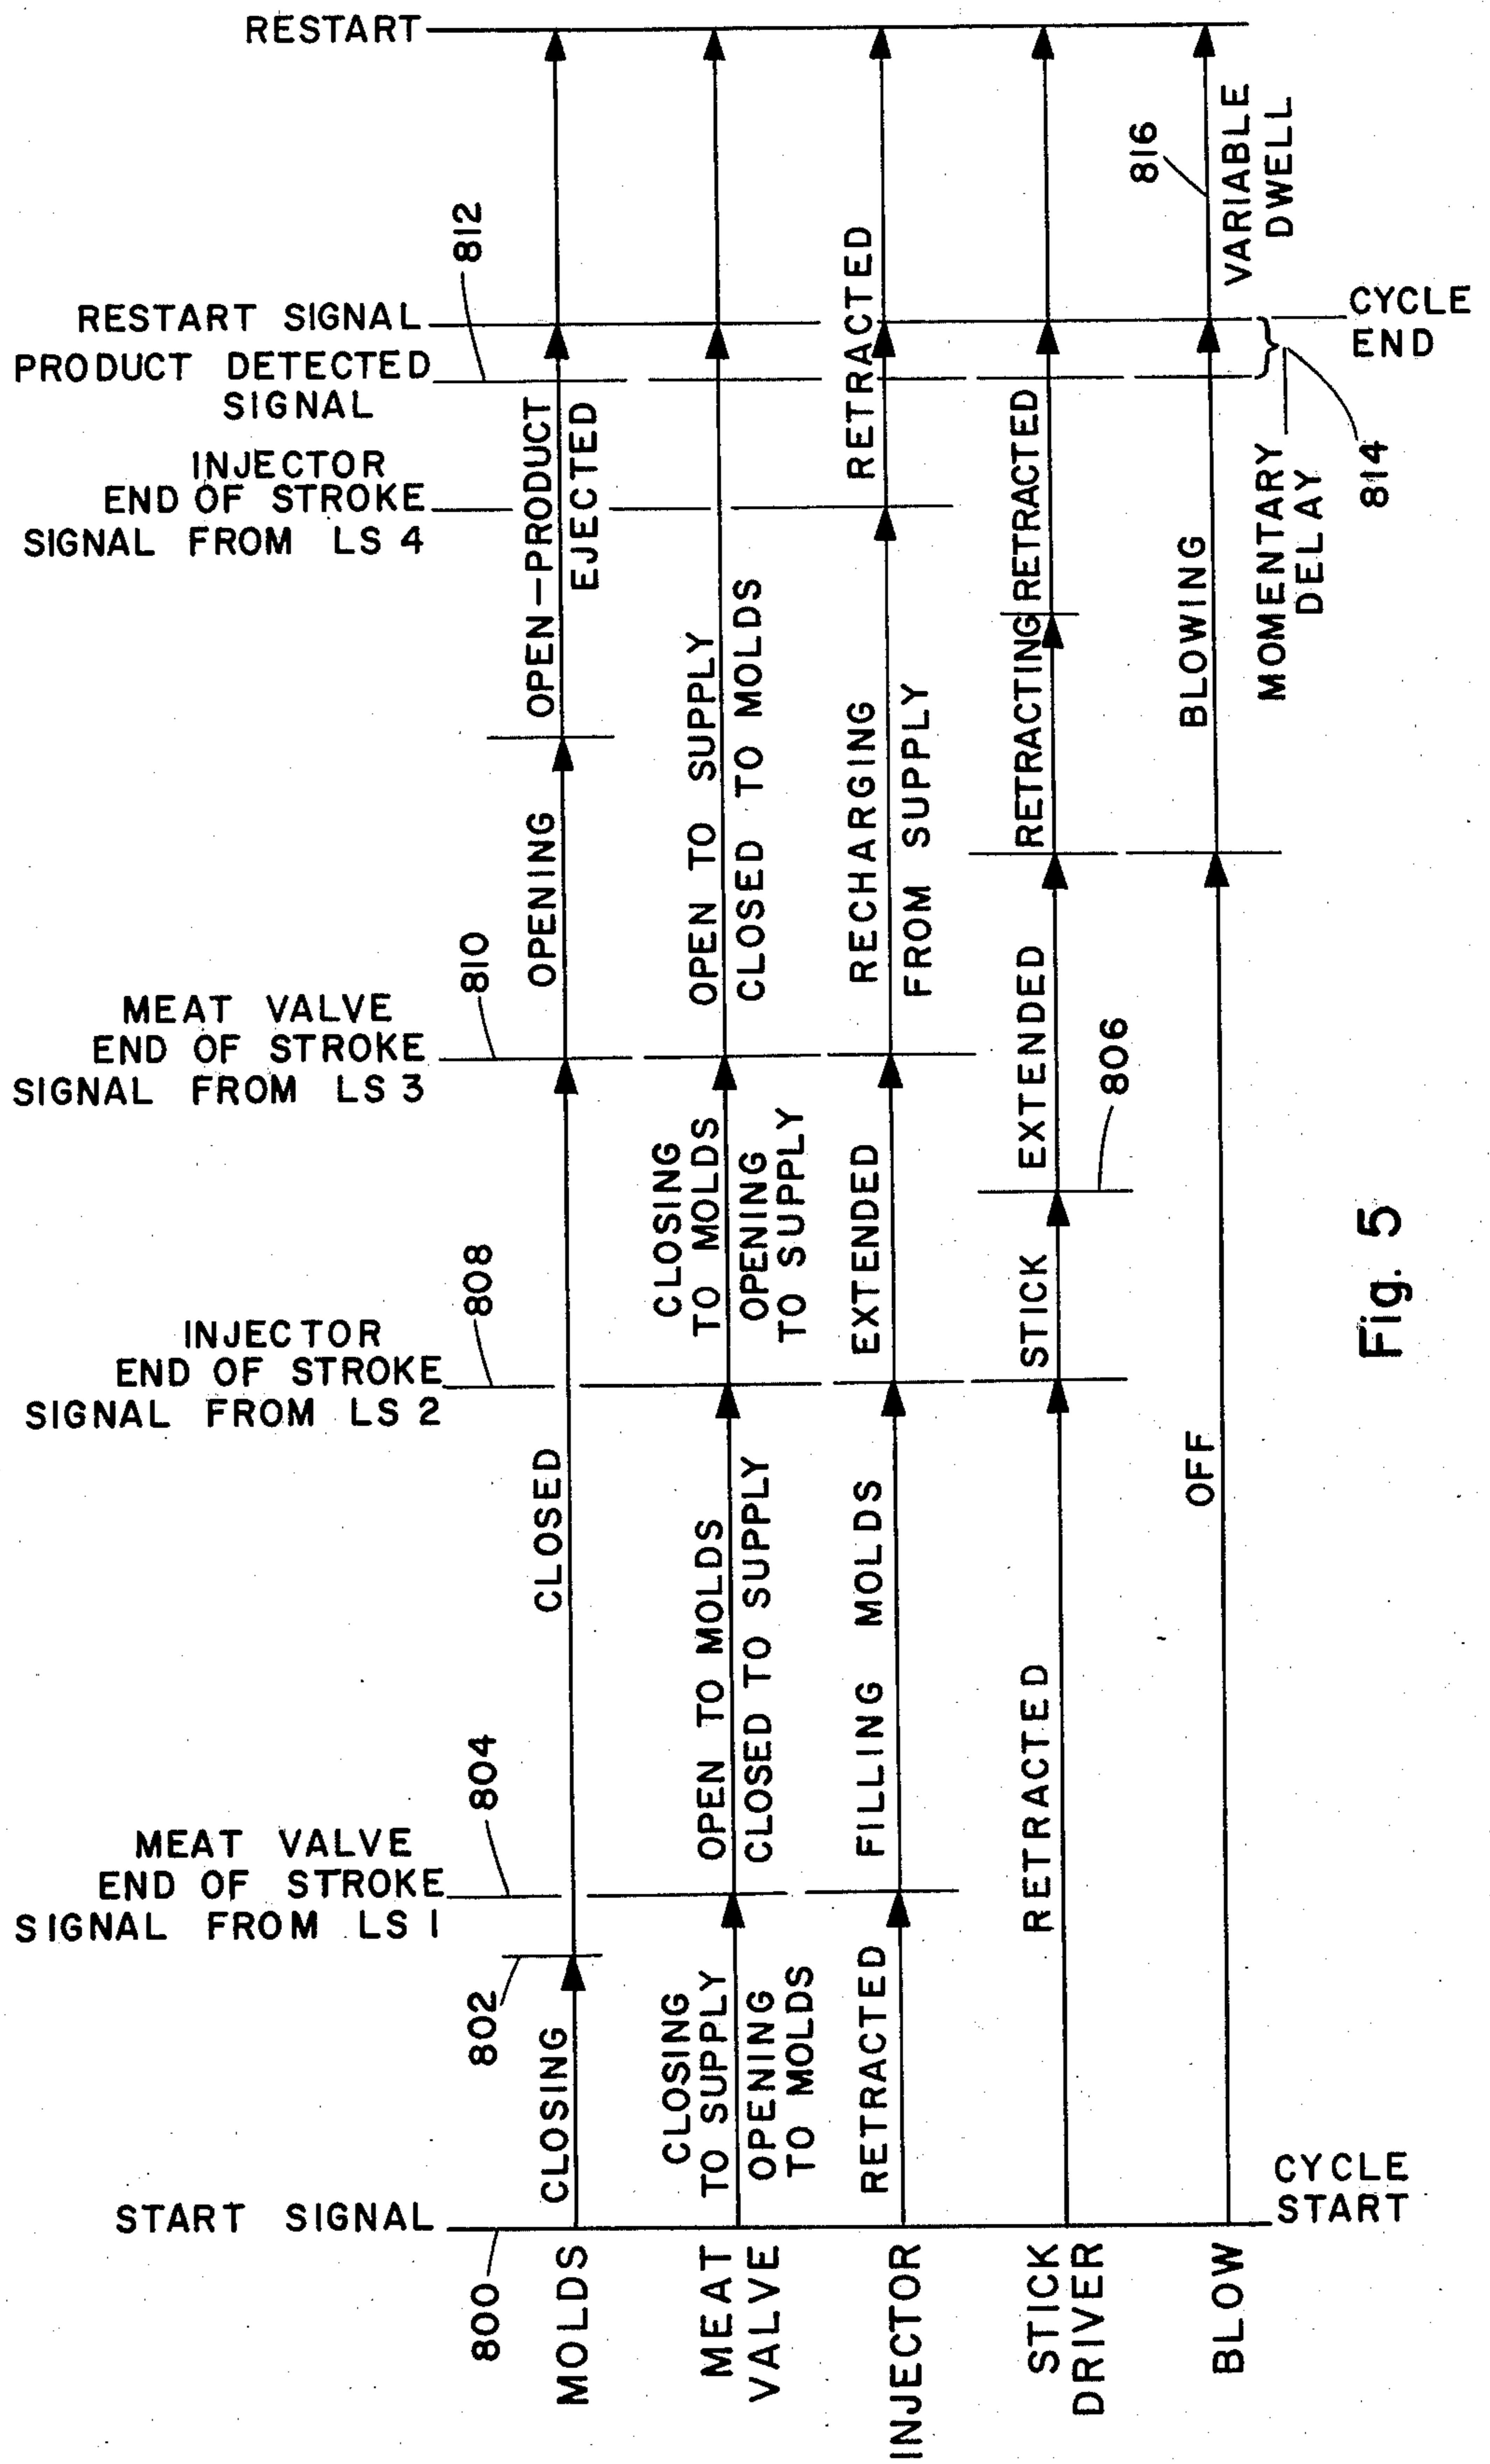 RESTART
RESTART SIGNAL
PRODUCT DETECTED
SIGNAL
812
INJECTOR
END OF STROKE
SIGNAL FROM LS 4
MEAT VALVE
END OF STROKE
SIGNAL FROM LS 3
810
INJECTOR
END OF STROKE
SIGNAL FROM LS 2
808
MEAT VALVE
END OF STROKE
SIGNAL FROM LS 1
804
802
START SIGNAL
800
MOLDS
CLOSING
CLOSED
OPENING
OPEN-PRODUCT
EJECTED
MEAT
VALVE
CLOSING
TO SUPPLY
OPENING
TO MOLDS
OPEN TO MOLDS
CLOSED TO SUPPLY
CLOSING
TO MOLDS
OPENING
TO SUPPLY
OPEN TO SUPPLY
CLOSED TO MOLDS
INJECTOR
RETRACTED
FILLING MOLDS
EXTENDED
RECHARGING
FROM SUPPLY
RETRACTED
STICK
DRIVER
RETRACTED
STICK
EXTENDED
806
RETRACTING
RETRACTED
BLOW
OFF
BLOWING
816
VARIABLE
DWELL
MOMENTARY
DELAY
814
CYCLE
START
CYCLE
END
Fig. 5